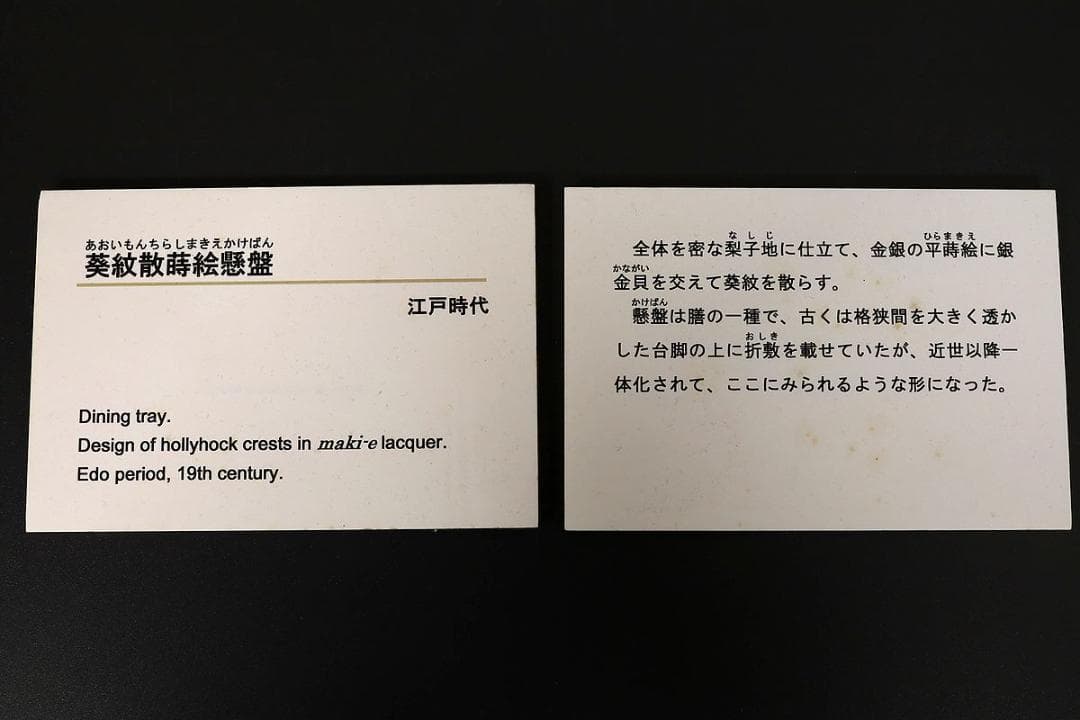 あおいもんちらしまきえかけばん
葵紋散蒔絵懸盤
江戸時代
Dining tray.
Design of hollyhock crests in maki-e lacquer.
Edo period, 19th century.
なしじ ひらまきえ
全体を密な梨子地に仕立て、金銀の平蒔絵に銀
かながい
金貝を交えて葵紋を散らす。
かけばん
懸盤は膳の一種で、古くは格狭間を大きく透か
おしき
した台脚の上に折敷を載せていたが、近世以降一
体化されて、ここにみられるような形になった。